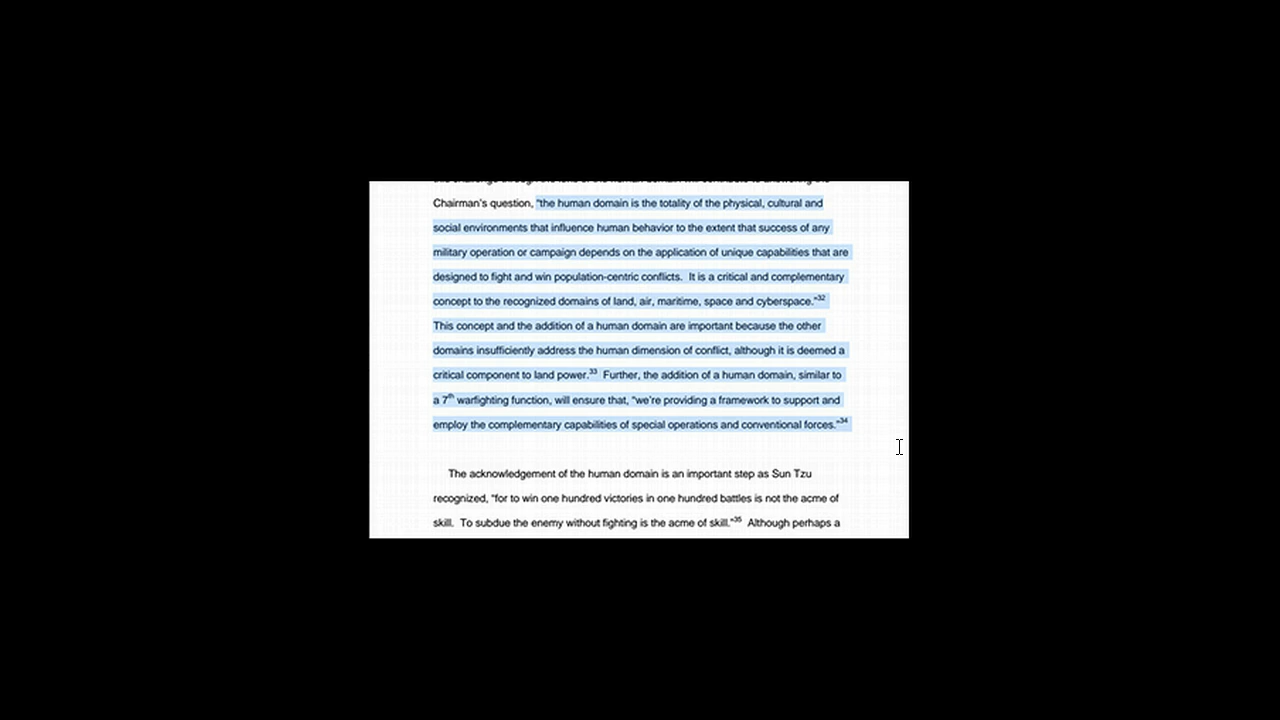 Chairman's question, "the human domain is the totality of the physical, cultural and
social environments that influence human behavior to the extent that success of any
military operation or campaign depends on the application of unique capabilities that are
designed to fight and win population-centric conflicts.  It is a critical and complementary
concept to the recognized domains of land, air, maritime, space and cyberspace."32
This concept and the addition of a human domain are important because the other
domains insufficiently address the human dimension of conflict, although it is deemed a
critical component to land power.33  Further, the addition of a human domain, similar to
a 7th warfighting function, will ensure that, "we're providing a framework to support and
employ the complementary capabilities of special operations and conventional forces."34
The acknowledgement of the human domain is an important step as Sun Tzu
recognized, "for to win one hundred victories in one hundred battles is not the acme of
skill.  To subdue the enemy without fighting is the acme of skill."35  Although perhaps a